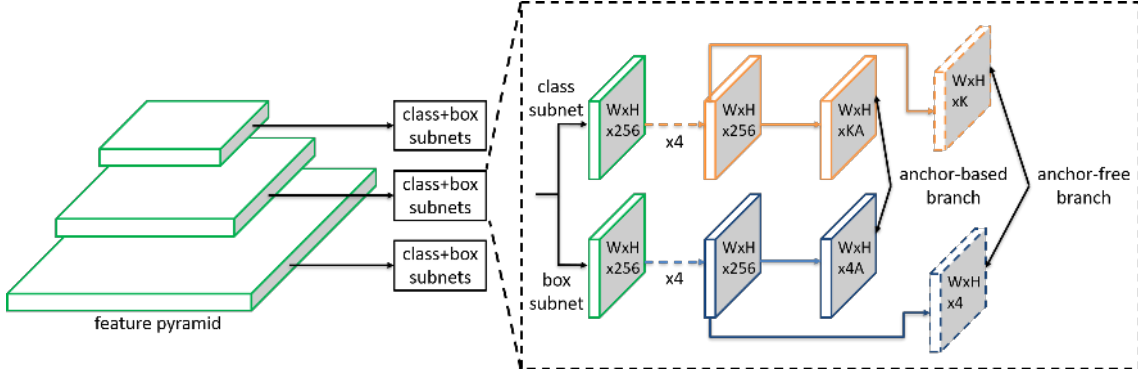 class+box
subnets
class+box
subnets
class+box
subnets
feature pyramid
class
subnet
WxH
x256
x4
WxH
x256
WxH
xKA
WxH
xK
anchor-based
branch
anchor-free
branch
box
subnet
WxH
x256
x4
WxH
x256
WxH
x4A
WxH
x4